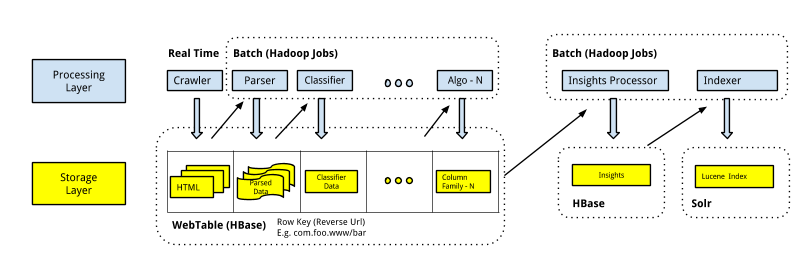 Real Time
Batch (Hadoop Jobs)
Batch (Hadoop Jobs)
Processing
Layer
Crawler
Parser
Classifier
Algo - N
Insights Processor
Indexer
Storage
Layer
HTML
Parsed
Data
Classifier
Data
Column
Family - N
Insights
Lucene Index
HBase
Solr
WebTable (HBase)
Row Key (Reverse Url)
E.g. com.foo.www/bar